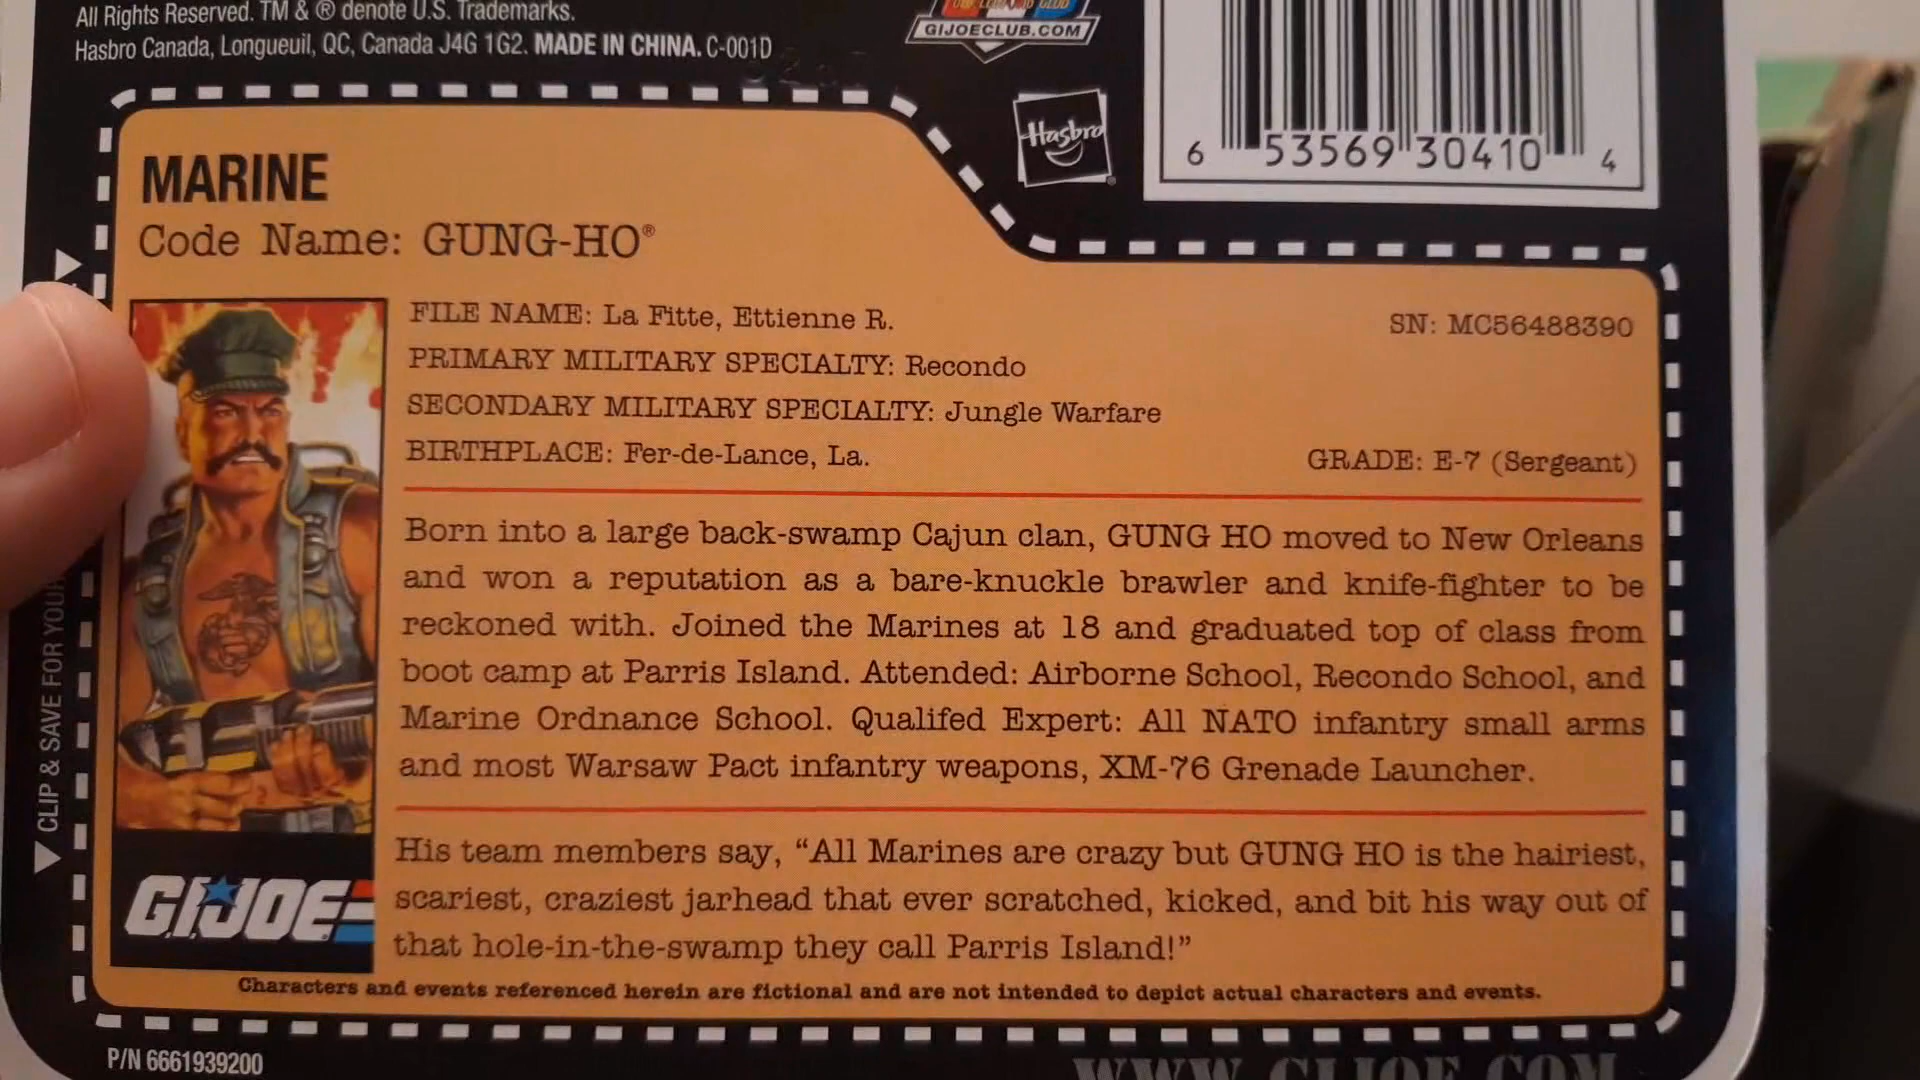 All Rights Reserved. TM & ® denote U.S. Trademarks.
Hasbro Canada, Longueuil, QC, Canada J4G 1G2. MADE IN CHINA. C-001D
GIJOECLUB.COM
Hasbro
6 53569 30410 4
MARINE
Code Name: GUNG-HO®
FILE NAME: La Fitte, Ettienne R.
SN: MC56488390
PRIMARY MILITARY SPECIALTY: Recondo
SECONDARY MILITARY SPECIALTY: Jungle Warfare
BIRTHPLACE: Fer-de-Lance, La.
GRADE: E-7 (Sergeant)
Born into a large back-swamp Cajun clan, GUNG HO moved to New Orleans
and won a reputation as a bare-knuckle brawler and knife-fighter to be
reckoned with. Joined the Marines at 18 and graduated top of class from
boot camp at Parris Island. Attended: Airborne School, Recondo School, and
Marine Ordnance School. Qualifed Expert: All NATO infantry small arms
and most Warsaw Pact infantry weapons, XM-76 Grenade Launcher.
His team members say, “All Marines are crazy but GUNG HO is the hairiest,
scariest, craziest jarhead that ever scratched, kicked, and bit his way out of
that hole-in-the-swamp they call Parris Island!”
G.I.JOE
Characters and events referenced herein are fictional and are not intended to depict actual characters and events.
CLIP & SAVE FOR YOUR
P/N 6661939200
WWW.GIJOE.COM